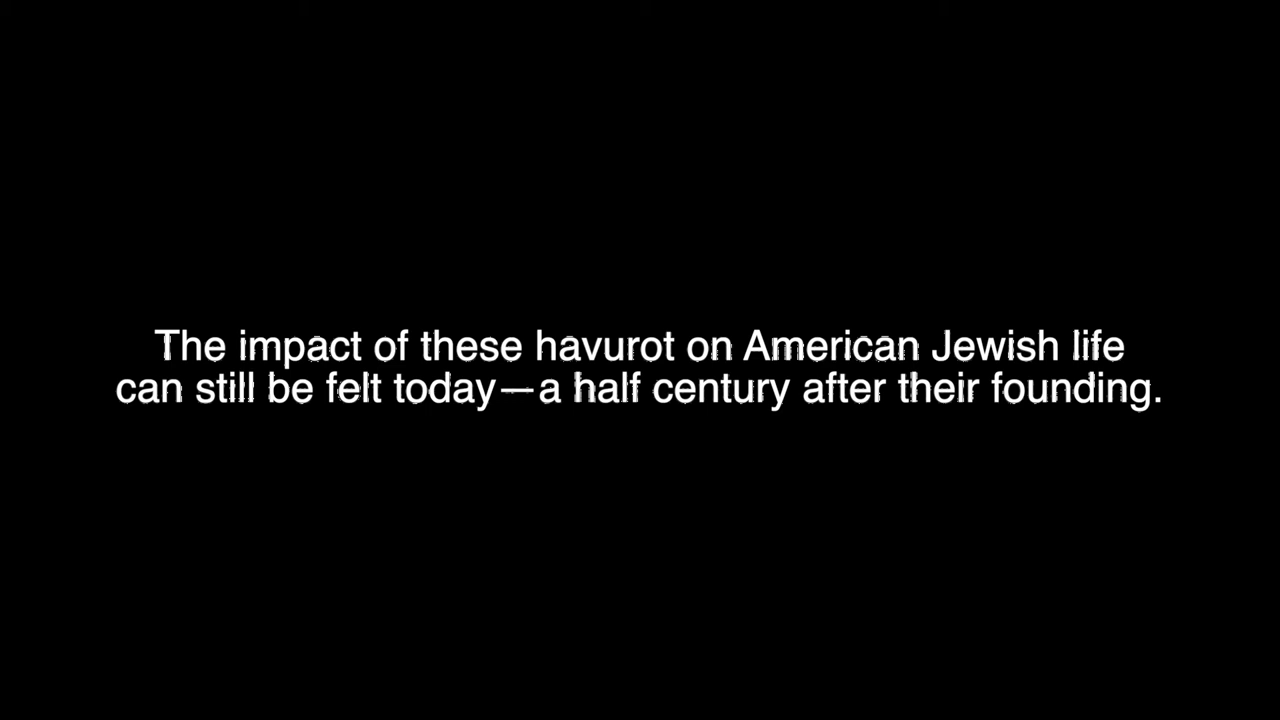 The impact of these havurot on American Jewish life
can still be felt today—a half century after their founding.